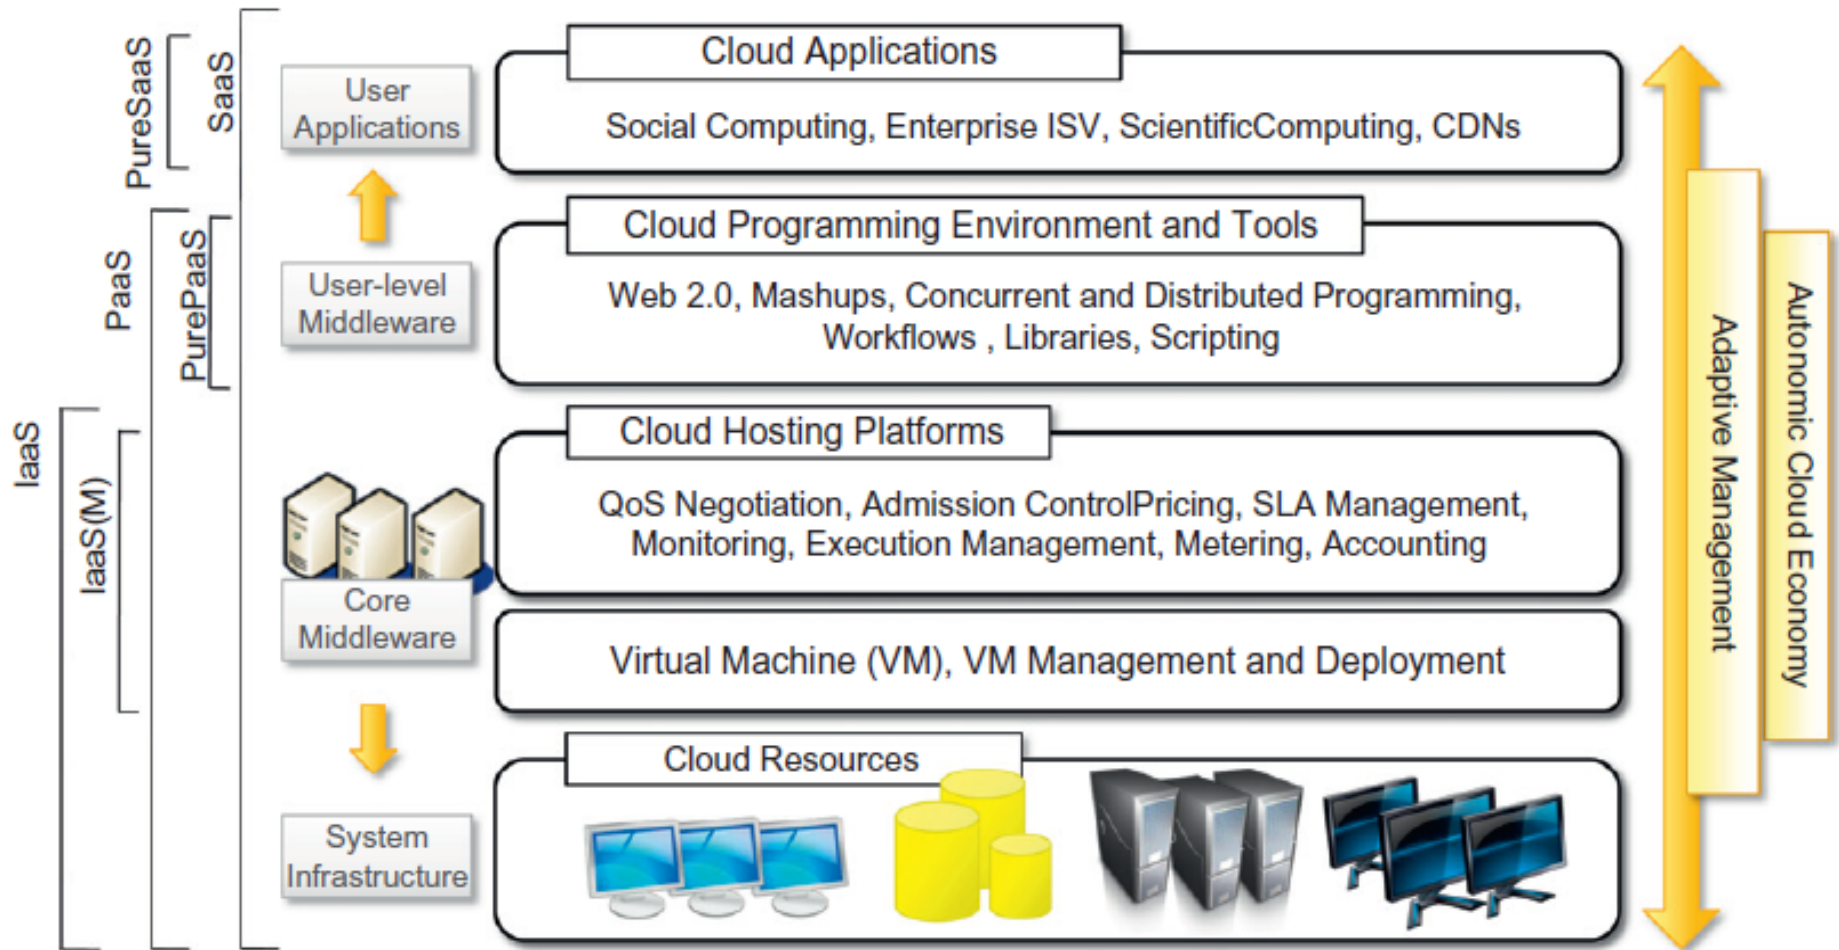 PureSaaS
SaaS
User
Applications
Cloud Applications
Social Computing, Enterprise ISV, ScientificComputing, CDNs
PaaS
PurePaaS
User-level
Middleware
Cloud Programming Environment and Tools
Web 2.0, Mashups, Concurrent and Distributed Programming,
Workflows , Libraries, Scripting
IaaS
IaaS(M)
Core
Middleware
Cloud Hosting Platforms
QoS Negotiation, Admission ControlPricing, SLA Management,
Monitoring, Execution Management, Metering, Accounting
Virtual Machine (VM), VM Management and Deployment
System
Infrastructure
Cloud Resources
Adaptive Management
Autonomic Cloud Economy